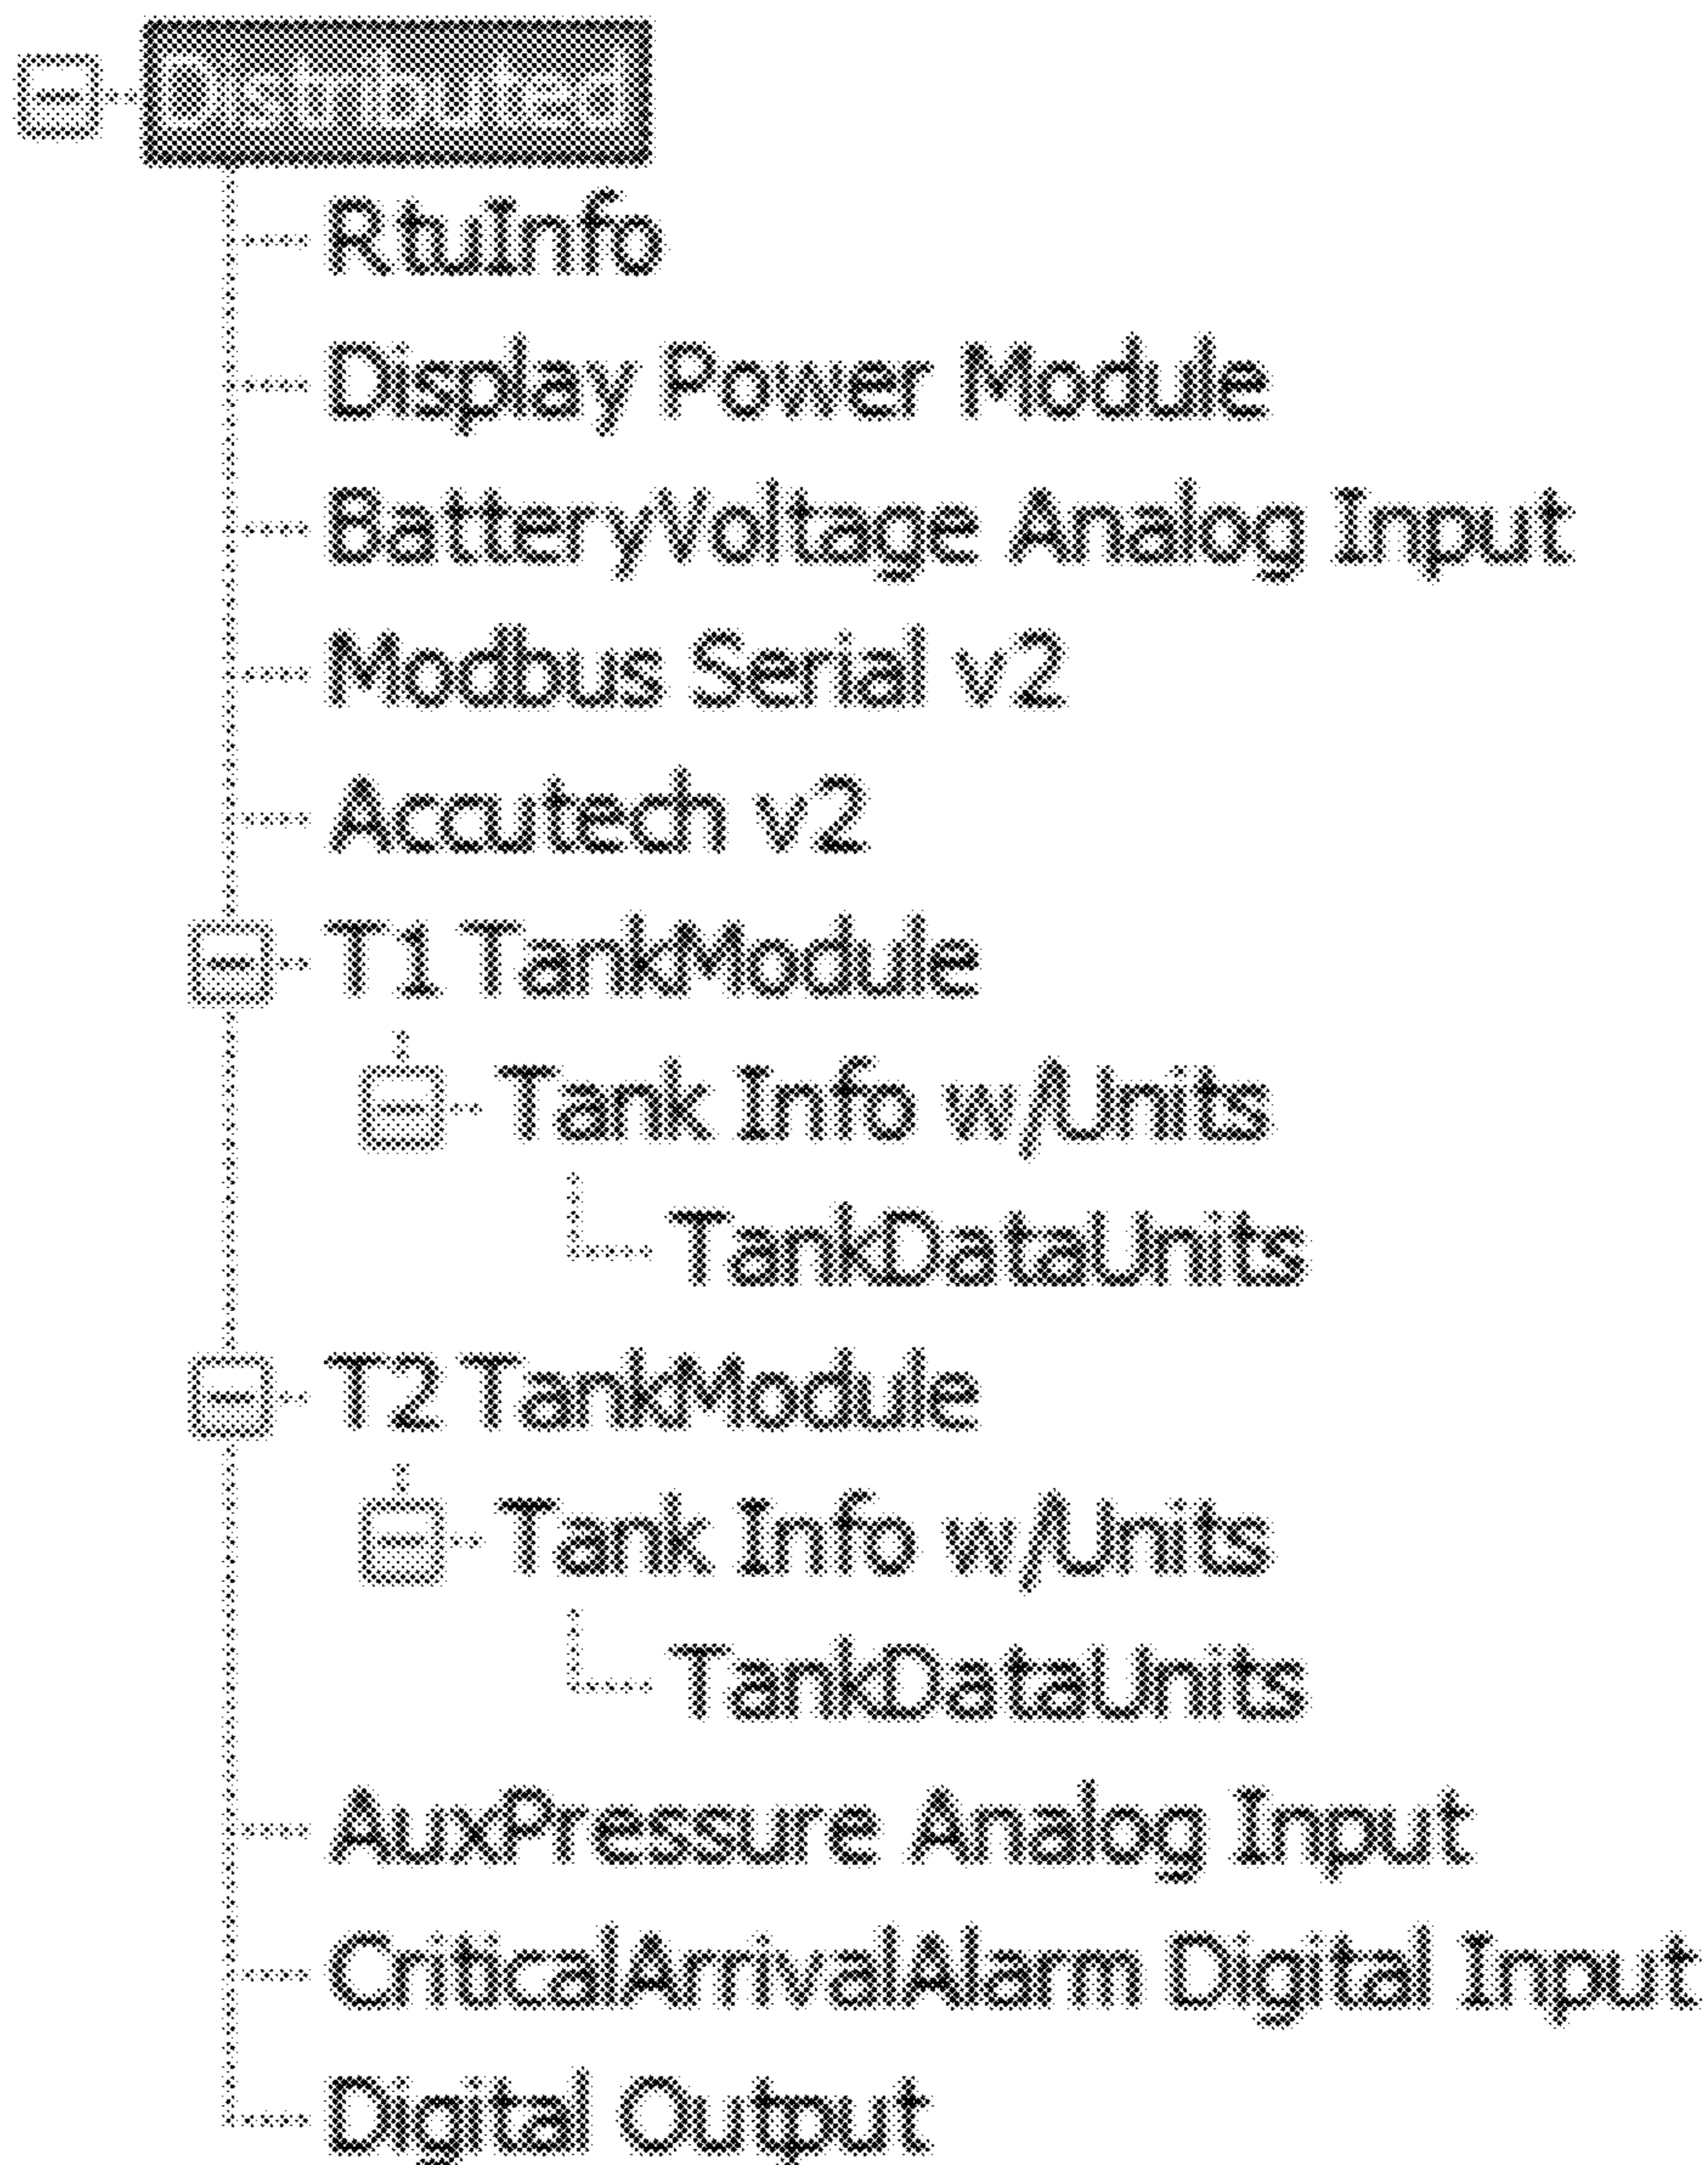 Distributed
RtuInfo
Display Power Module
BatteryVoltage Analog Input
Modbus Serial v2
Accutech v2
T1 TankModule
Tank Info w/Units
TankDataUnits
T2 TankModule
Tank Info w/Units
TankDataUnits
AuxPressure Analog Input
CriticalArrivalAlarm Digital Input
Digital Output